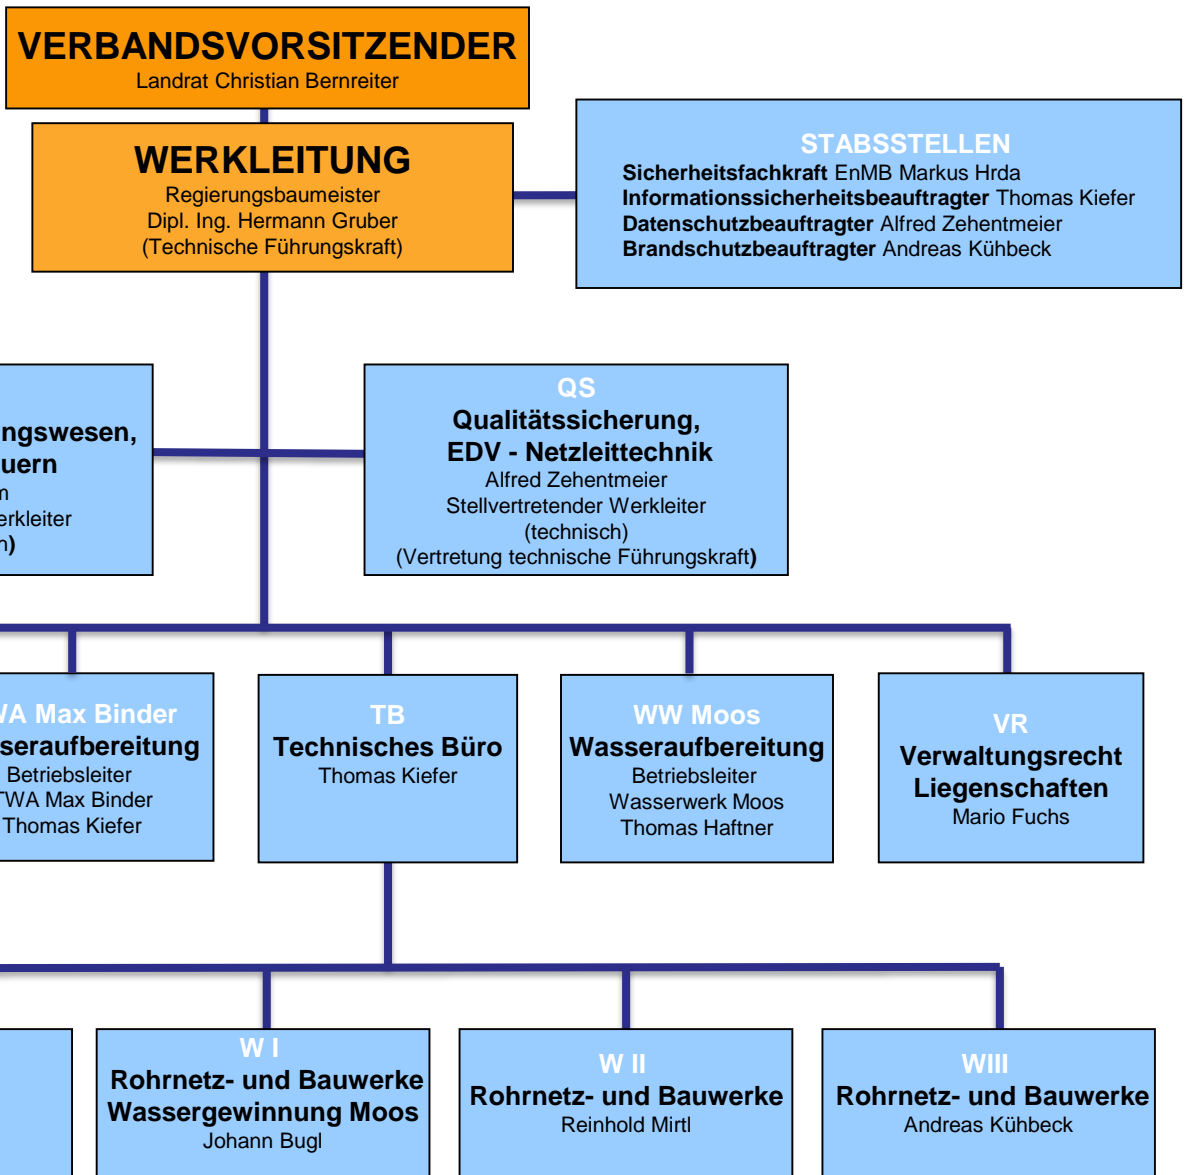 VERBANDSVORSITZENDER
Landrat Christian Bernreiter
WERKLEITUNG
Regierungsbaumeister
Dipl. Ing. Hermann Gruber
(Technische Führungskraft)
STABSSTELLEN
Sicherheitsfachkraft EnMB Markus Hrda
Informationssicherheitsbeauftragter Thomas Kiefer
Datenschutzbeauftragter Alfred Zehentmeier
Brandschutzbeauftragter Andreas Kühbeck
ngswesen,
uern
erkleiter
n)
QS
Qualitätssicherung,
EDV - Netzleittechnik
Alfred Zehentmeier
Stellvertretender Werkleiter
(technisch)
(Vertretung technische Führungskraft)
WA Max Binder
seraufbereitung
Betriebsleiter
TWA Max Binder
Thomas Kiefer
TB
Technisches Büro
Thomas Kiefer
WW Moos
Wasseraufbereitung
Betriebsleiter
Wasserwerk Moos
Thomas Haftner
VR
Verwaltungsrecht
Liegenschaften
Mario Fuchs
W I
Rohrnetz- und Bauwerke
Wassergewinnung Moos
Johann Bugl
W II
Rohrnetz- und Bauwerke
Reinhold Mirtl
WIII
Rohrnetz- und Bauwerke
Andreas Kühbeck